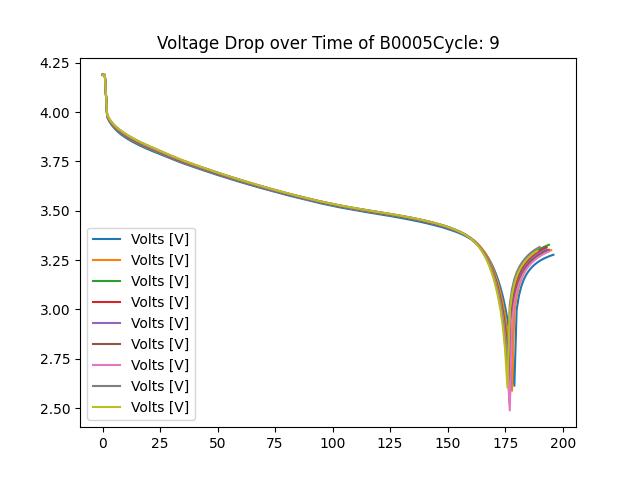 Voltage Drop over Time of B0005Cycle: 9
4.25
4.00
3.75
3.50
3.25
3.00
2.75
2.50
Volts [V]
Volts [V]
Volts [V]
Volts [V]
Volts [V]
Volts [V]
Volts [V]
Volts [V]
Volts [V]
0 25 50 75 100 125 150 175 200